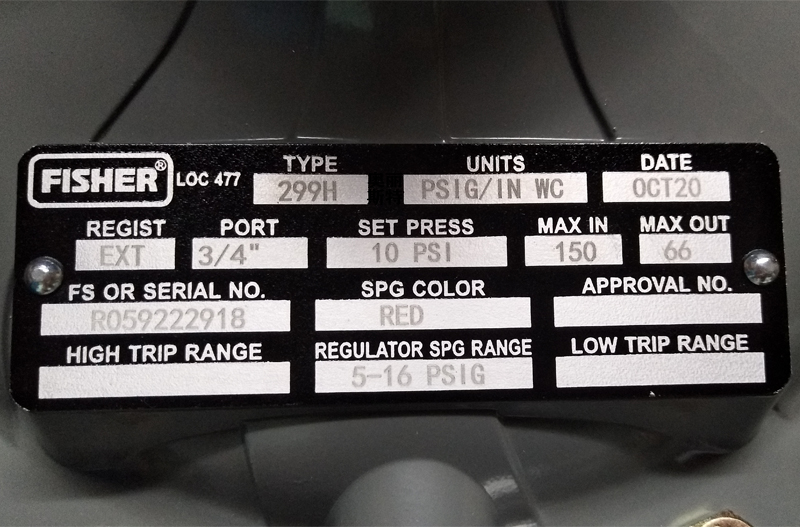 FISHER® LOC 477 TYPE UNITS DATE
299H PSIG/IN WC OCT20
REGIST PORT SET PRESS MAX IN MAX OUT
EXT 3/4" 10 PSI 150 66
FS OR SERIAL NO. SPG COLOR APPROVAL NO.
R059222918 RED
HIGH TRIP RANGE REGULATOR SPG RANGE LOW TRIP RANGE
5-16 PSIG